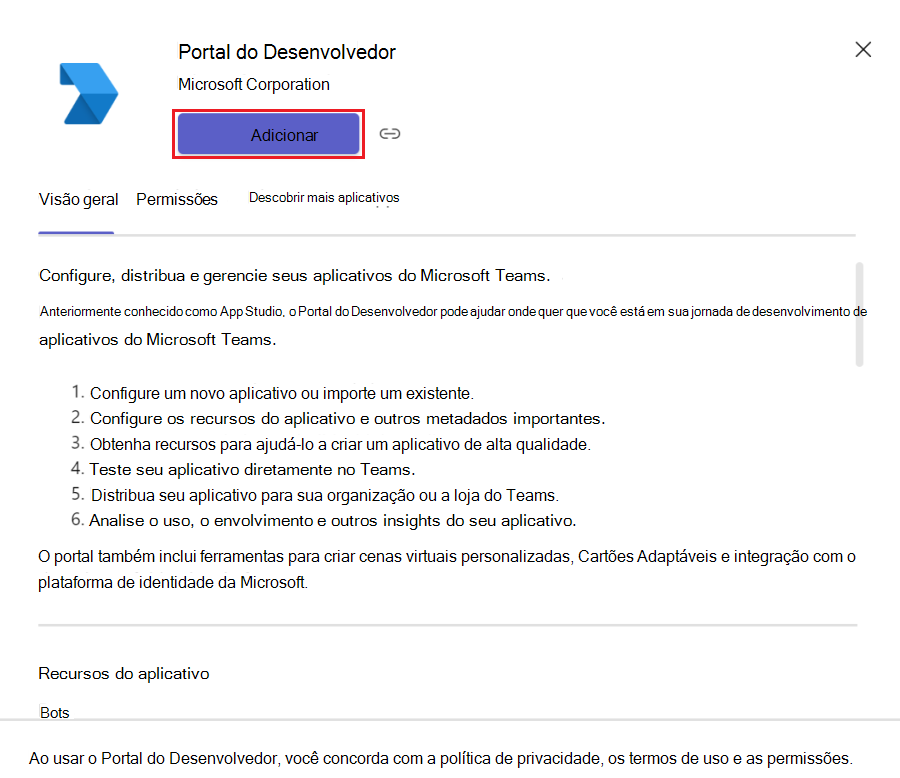 Portal do Desenvolvedor
Microsoft Corporation
Adicionar
Visão geral Permissões Descobrir mais aplicativos
Configure, distribua e gerencie seus aplicativos do Microsoft Teams.
Anteriormente conhecido como App Studio, o Portal do Desenvolvedor pode ajudar onde quer que você está em sua jornada de desenvolvimento de
aplicativos do Microsoft Teams.
1. Configure um novo aplicativo ou importe um existente.
2. Configure os recursos do aplicativo e outros metadados importantes.
3. Obtenha recursos para ajudá-lo a criar um aplicativo de alta qualidade.
4. Teste seu aplicativo diretamente no Teams.
5. Distribua seu aplicativo para sua organização ou a loja do Teams.
6. Analise o uso, o envolvimento e outros insights do seu aplicativo.
O portal também inclui ferramentas para criar cenas virtuais personalizadas, Cartões Adaptáveis e integração com o
plataforma de identidade da Microsoft.
Recursos do aplicativo
Bots
Ao usar o Portal do Desenvolvedor, você concorda com a política de privacidade, os termos de uso e as permissões.